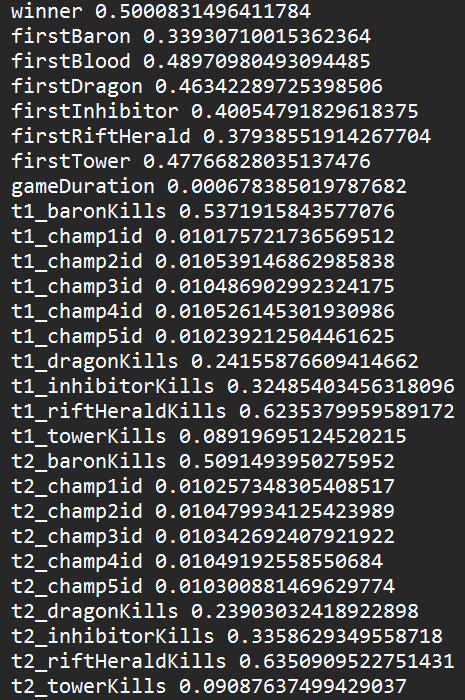 winner 0.5000831496411784
firstBaron 0.33930710015362364
firstBlood 0.48970980493094485
firstDragon 0.46342289725398506
firstInhibitor 0.40054791829618375
firstRiftHerald 0.37938551914267704
firstTower 0.47766828035137476
gameDuration 0.000678385019787682
t1_baronKills 0.5371915843577076
t1_champ1id 0.010175721736569512
t1_champ2id 0.010539146862985838
t1_champ3id 0.010486902992324175
t1_champ4id 0.010526145301930986
t1_champ5id 0.010239212504461625
t1_dragonKills 0.24155876609414662
t1_inhibitorKills 0.32485403456318096
t1_riftHeraldKills 0.6235379959589172
t1_towerKills 0.08919695124520215
t2_baronKills 0.5091493950275952
t2_champ1id 0.010257348305408517
t2_champ2id 0.010479934125423989
t2_champ3id 0.010342692407921922
t2_champ4id 0.01049192558550684
t2_champ5id 0.010300881469629774
t2_dragonKills 0.23903032418922898
t2_inhibitorKills 0.3358629349558718
t2_riftHeraldKills 0.6350909522751431
t2_towerKills 0.09087637499429037